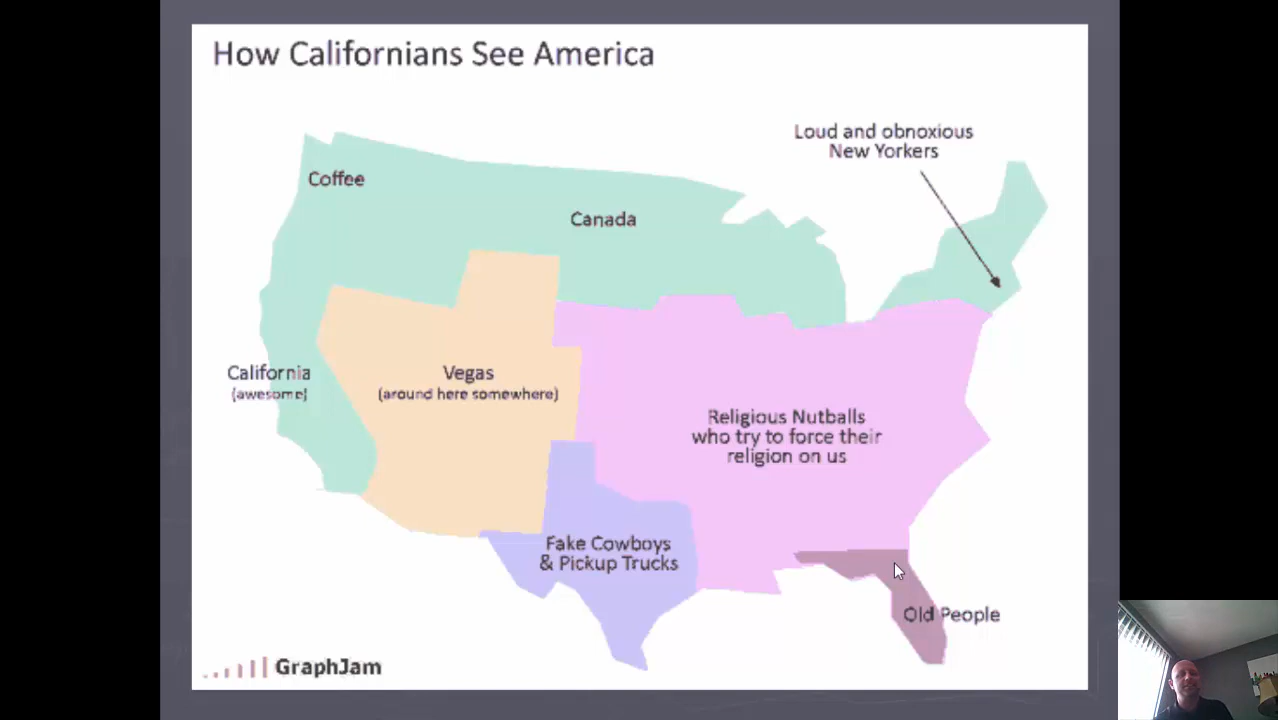 How Californians See America
Loud and obnoxious
New Yorkers
Coffee
Canada
California
(awesome)
Vegas
(around here somewhere)
Religious Nutballs
who try to force their
religion on us
Fake Cowboys
& Pickup Trucks
Old People
GraphJam